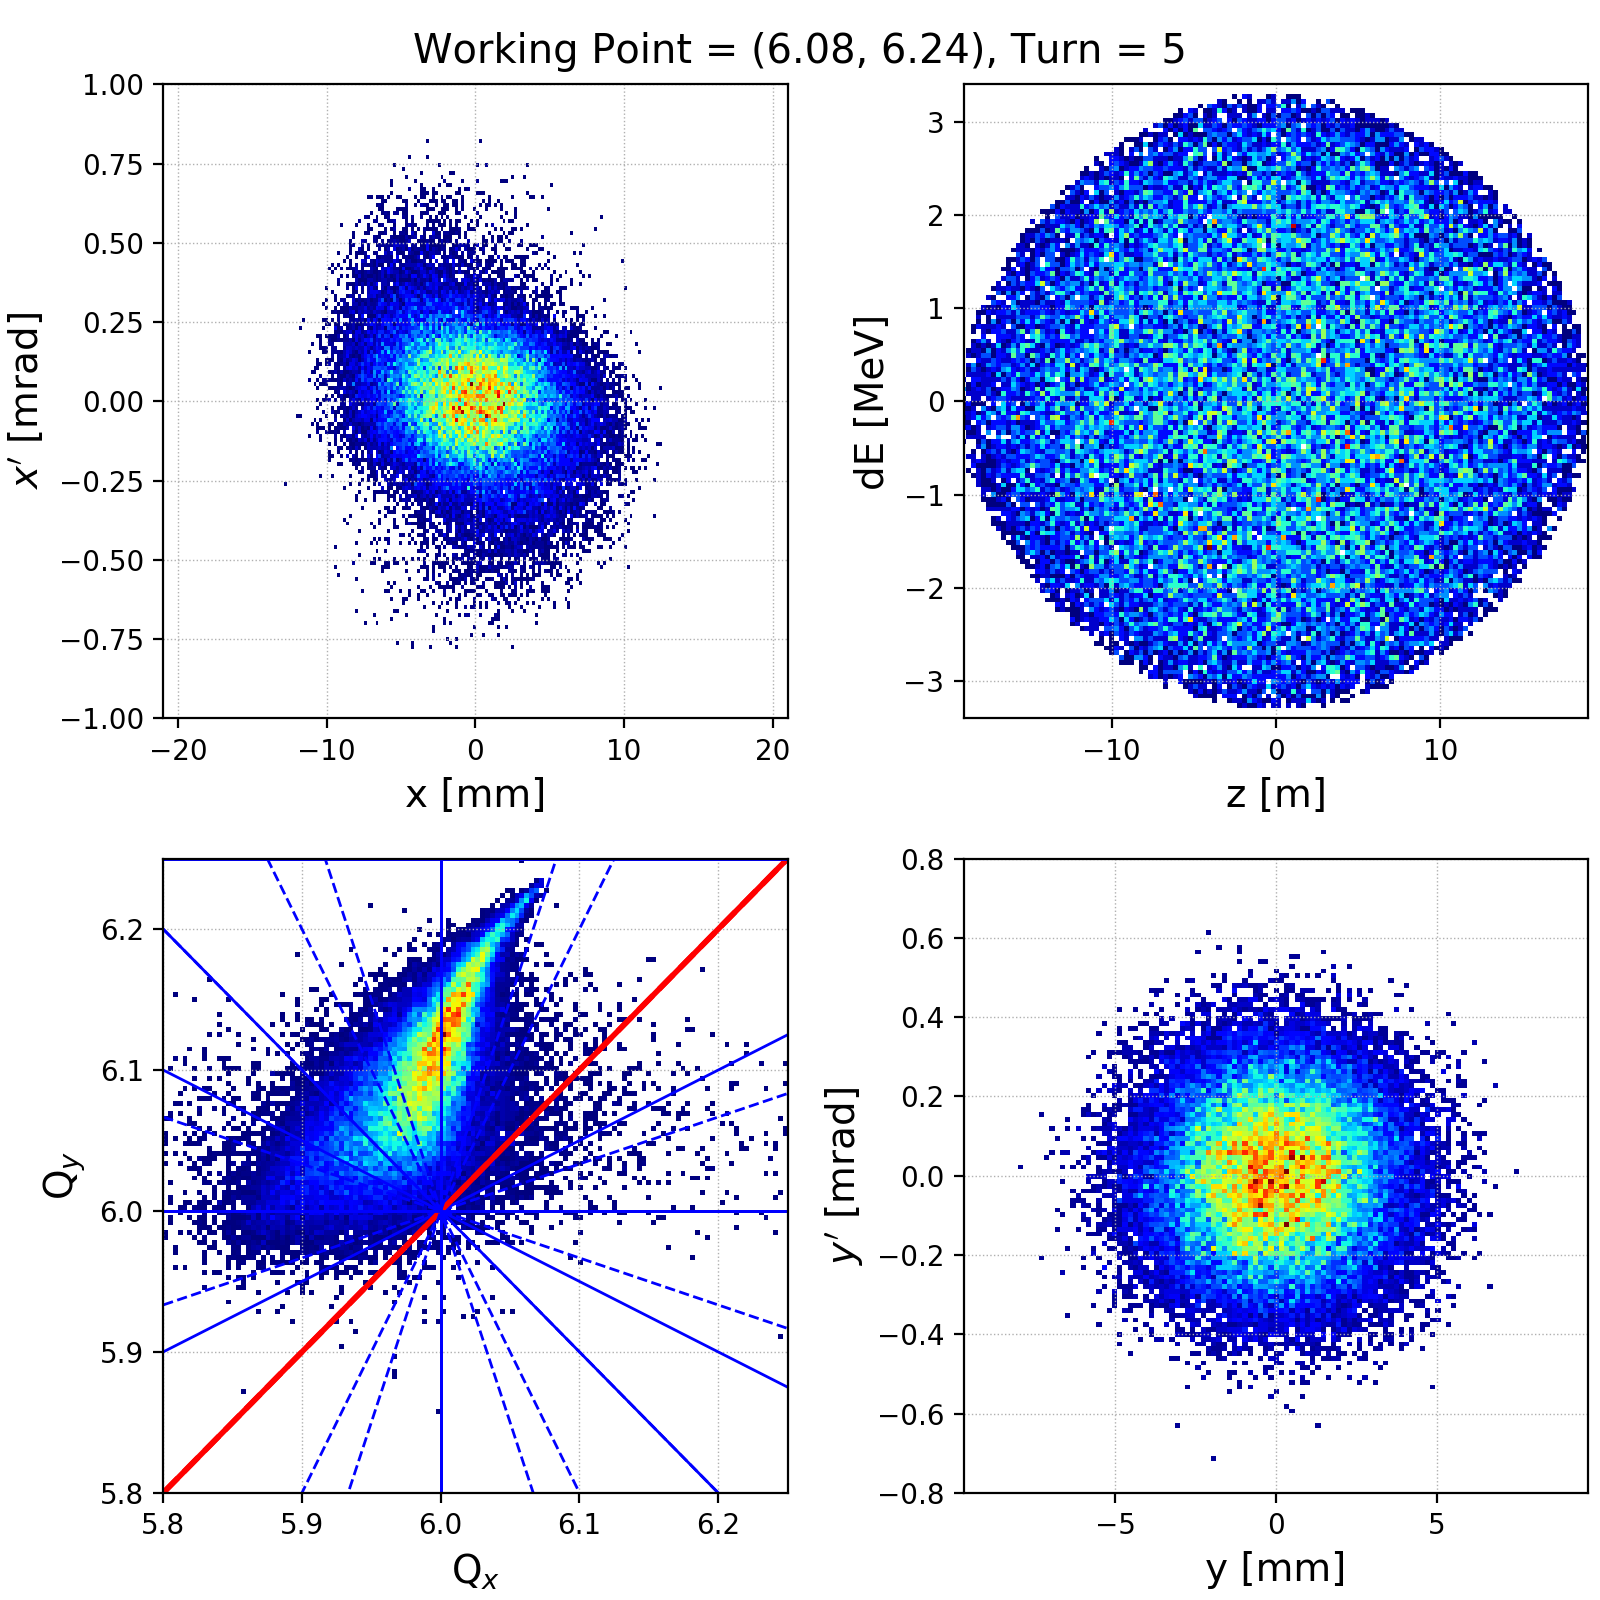 Working Point = (6.08, 6.24), Turn = 5
1.00
0.75
0.50
0.25
0.00
−0.25
−0.50
−0.75
−1.00
x′ [mrad]
−20 −10 0 10 20
x [mm]
3
2
1
0
−1
−2
−3
dE [MeV]
−10 0 10
z [m]
6.2
6.1
6.0
5.9
5.8
Qy
5.8 5.9 6.0 6.1 6.2
Qx
0.8
0.6
0.4
0.2
0.0
−0.2
−0.4
−0.6
−0.8
y′ [mrad]
−5 0 5
y [mm]